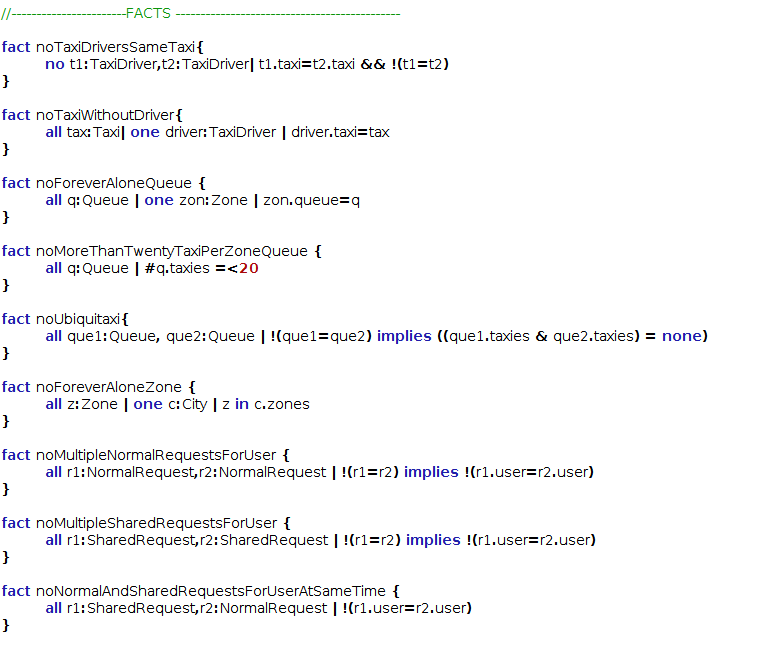 //-----------------------FACTS ---------------------------------------------
fact noTaxiDriversSameTaxi{
no t1:TaxiDriver,t2:TaxiDriver| t1.taxi=t2.taxi && !(t1=t2)
}
fact noTaxiWithoutDriver{
all tax:Taxi| one driver:TaxiDriver | driver.taxi=tax
}
fact noForeverAloneQueue {
all q:Queue | one zon:Zone | zon.queue=q
}
fact noMoreThanTwentyTaxiPerZoneQueue {
all q:Queue | #q.taxies =<20
}
fact noUbiquitaxi{
all que1:Queue, que2:Queue | !(que1=que2) implies ((que1.taxies & que2.taxies) = none)
}
fact noForeverAloneZone {
all z:Zone | one c:City | z in c.zones
}
fact noMultipleNormalRequestsForUser {
all r1:NormalRequest,r2:NormalRequest | !(r1=r2) implies !(r1.user=r2.user)
}
fact noMultipleSharedRequestsForUser {
all r1:SharedRequest,r2:SharedRequest | !(r1=r2) implies !(r1.user=r2.user)
}
fact noNormalAndSharedRequestsForUserAtSameTime {
all r1:SharedRequest,r2:NormalRequest | !(r1.user=r2.user)
}